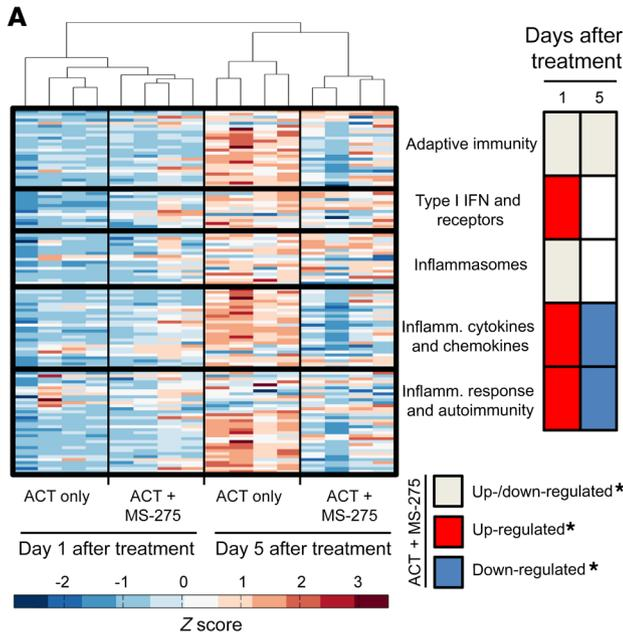 A
Days after
treatment
1 5
Adaptive immunity
Type I IFN and
receptors
Inflammasomes
Inflamm. cytokines
and chemokines
Inflamm. response
and autoimmunity
ACT only
ACT +
MS-275
ACT only
ACT +
MS-275
Day 1 after treatment
Day 5 after treatment
-2 -1 0 1 2 3
Z score
ACT + MS-275
Up-/down-regulated*
Up-regulated*
Down-regulated*